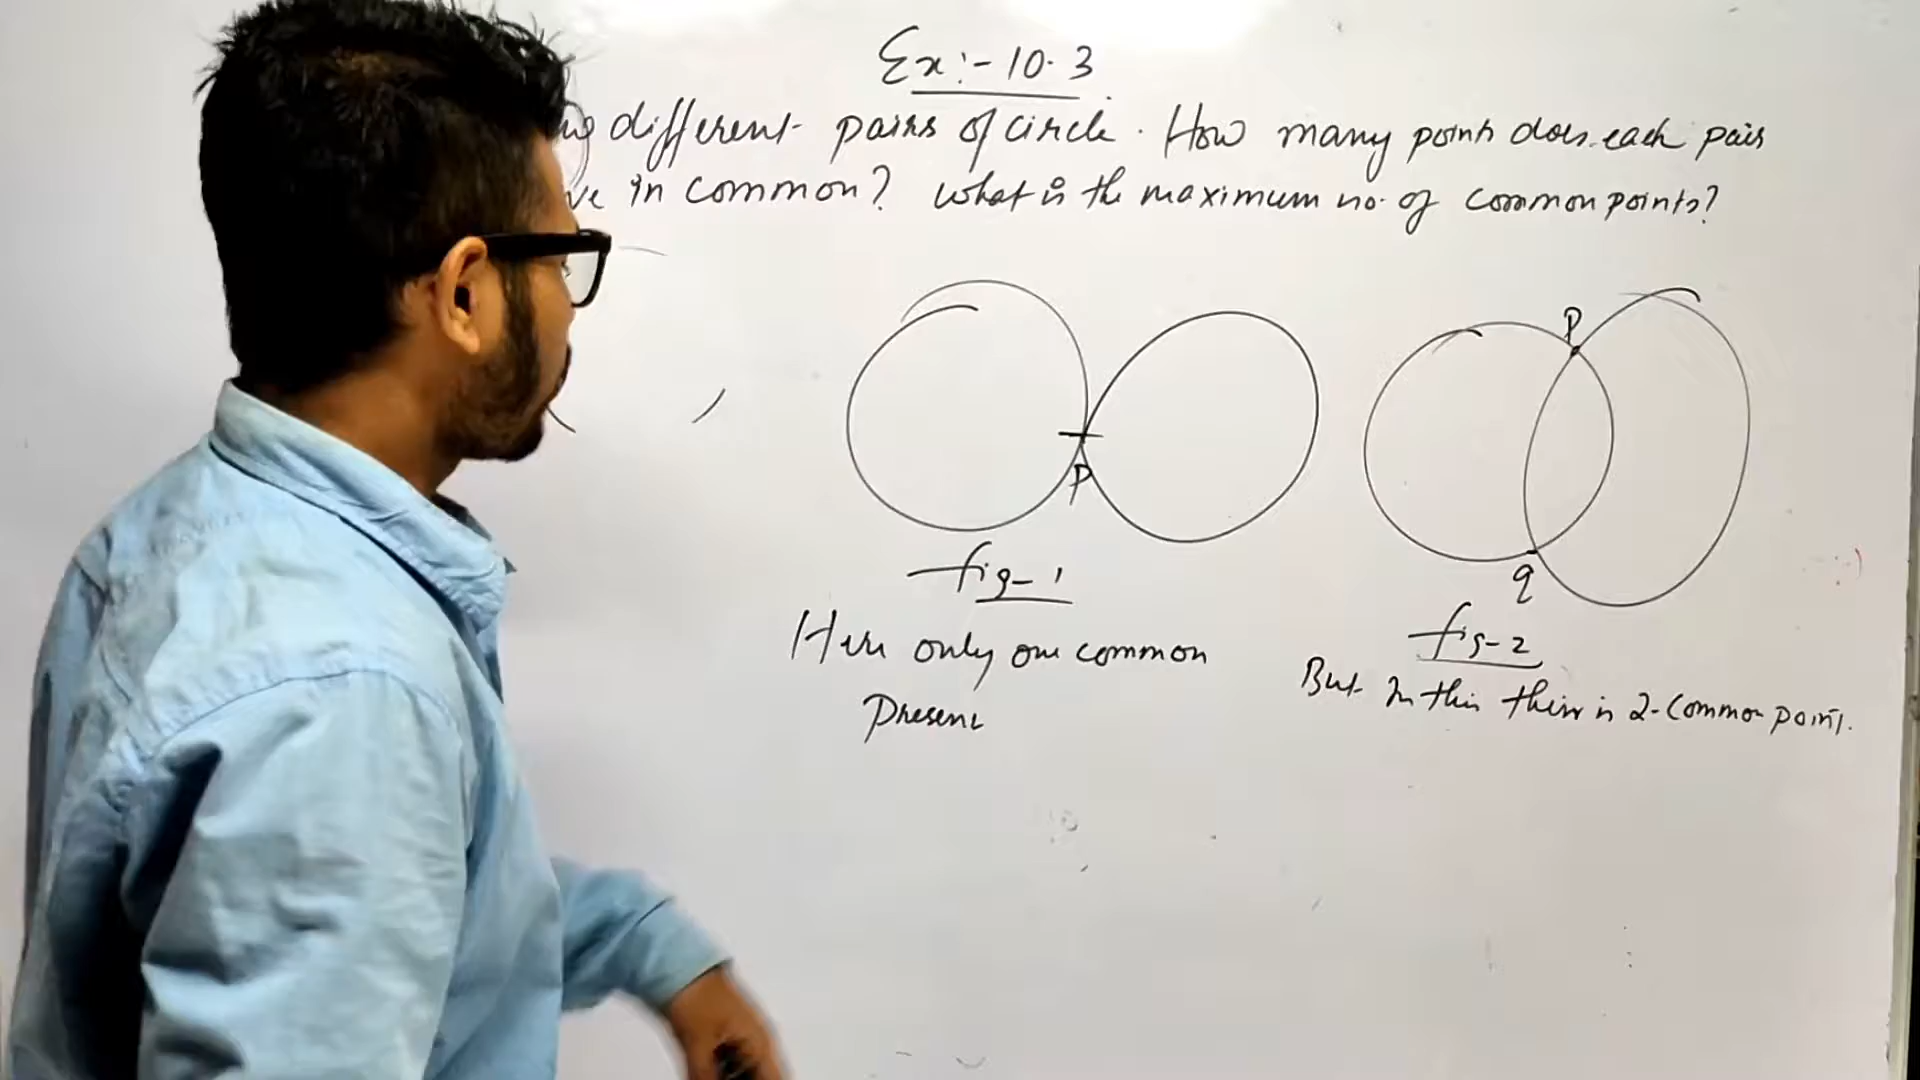 Ex:- 10.3
different pairs of circle. How many points does each pair
ve in common? What is the maximum no. of common points?
P
P
q
fig-1
fig-2
Here only one common
Present
But In this their is 2-common point.